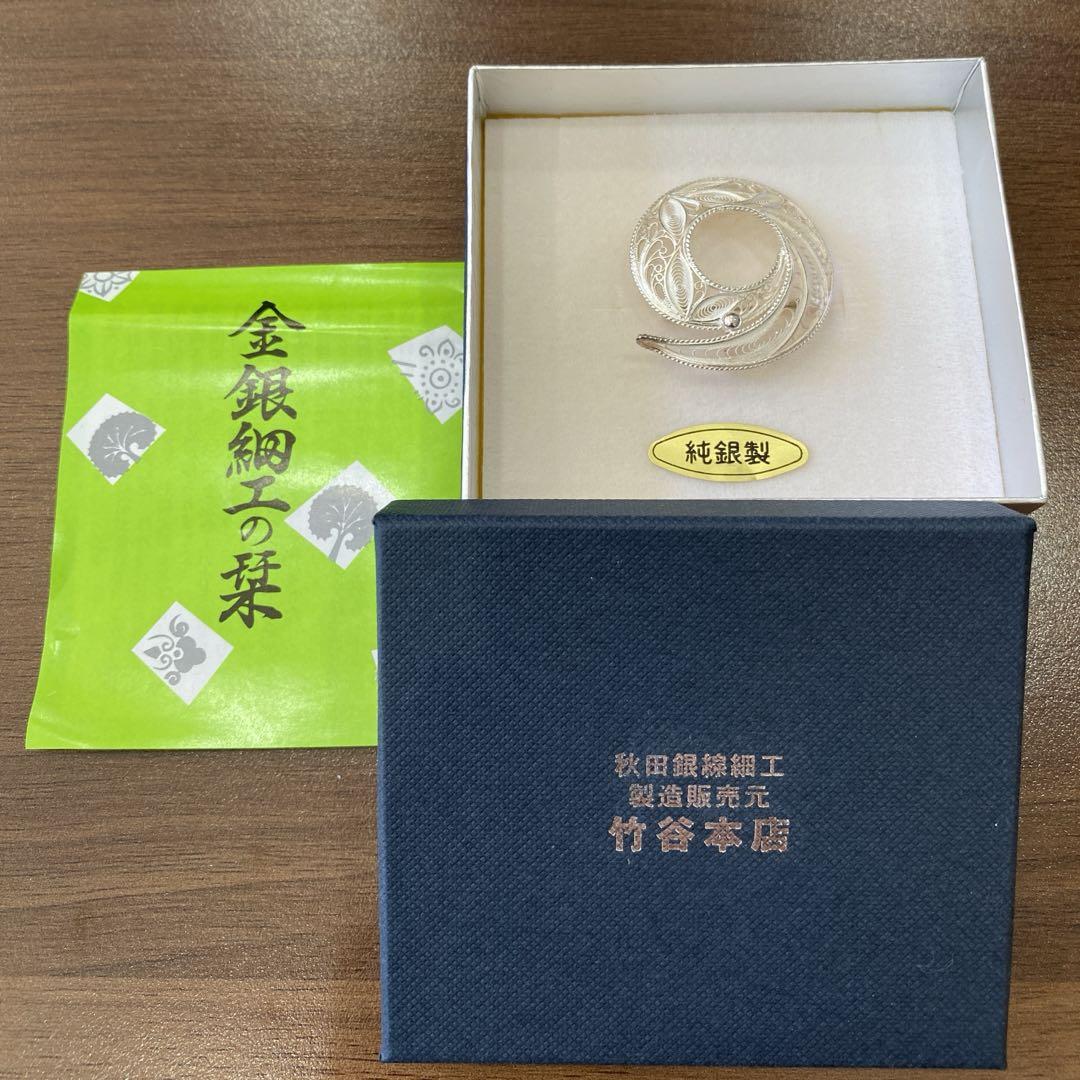 金銀細工の栞
純銀製
秋田銀線細工
製造販売元
竹谷本店